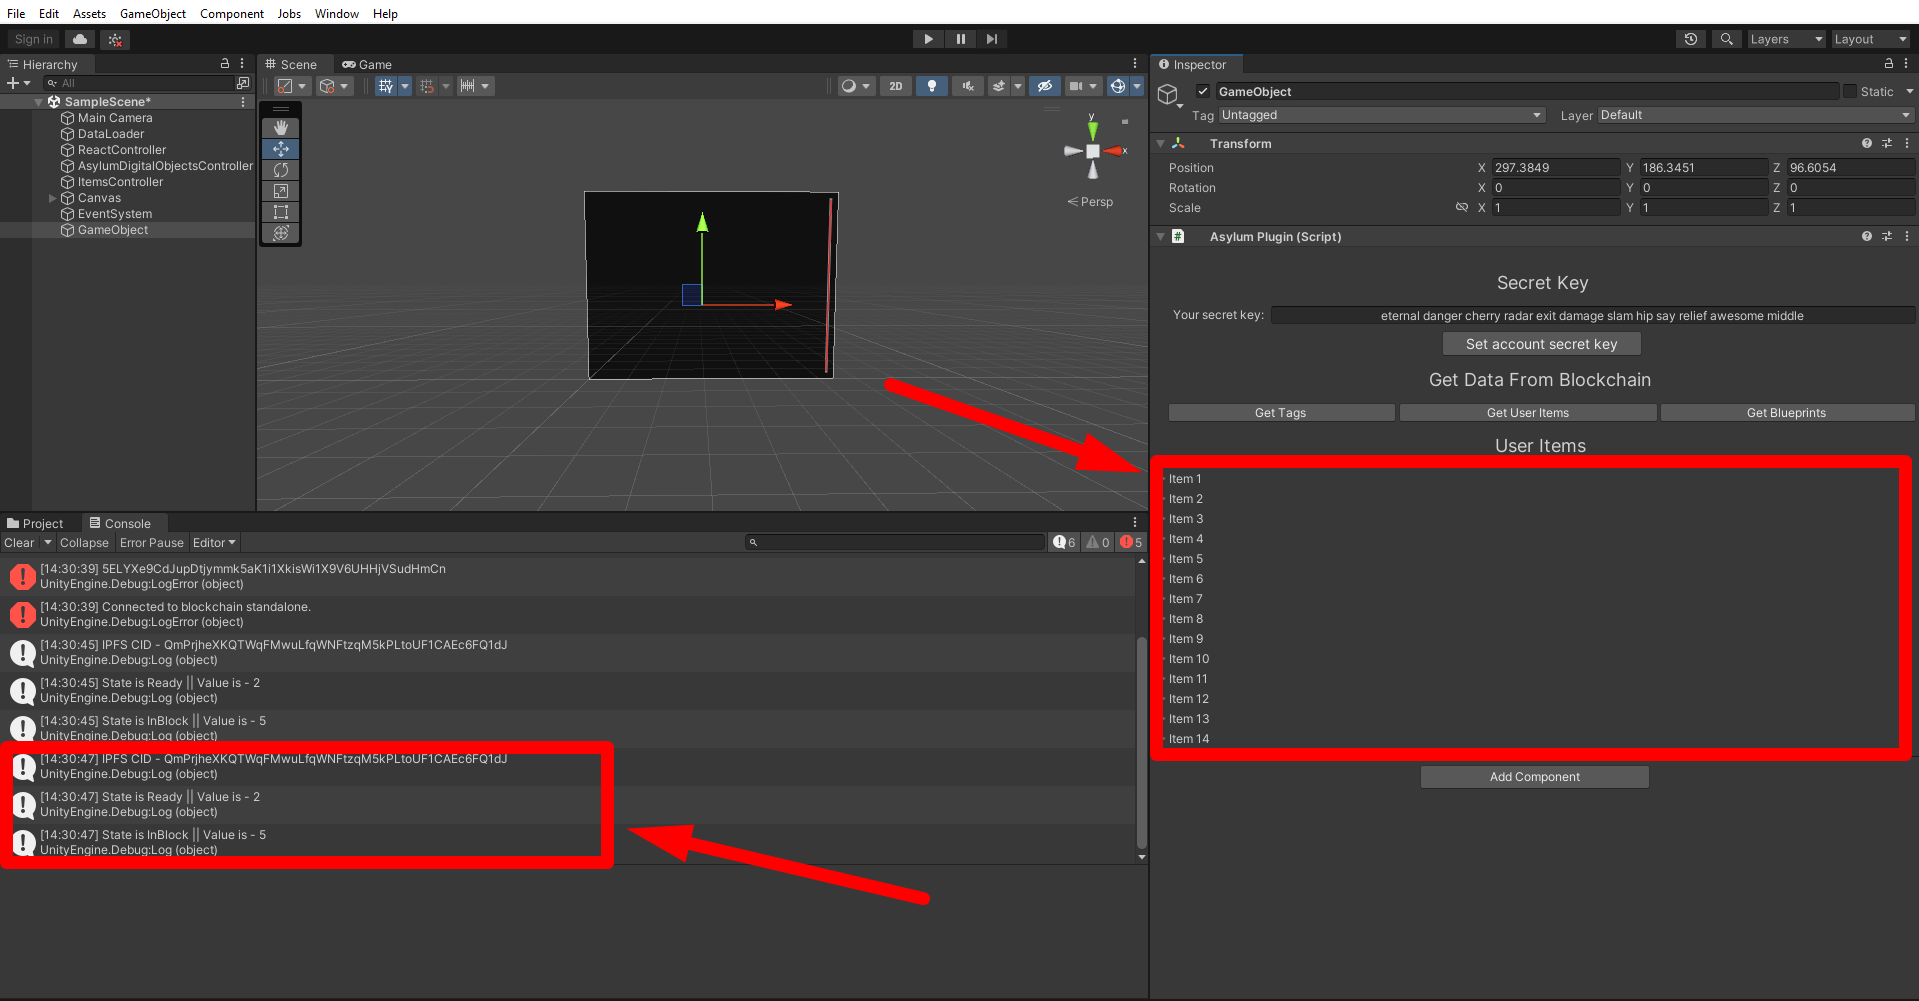 File Edit Assets GameObject Component Jobs Window Help
Sign in
Layers
Layout
Hierarchy
All
SampleScene*
Main Camera
DataLoader
ReactController
AsylumDigitalObjectsController
ItemsController
Canvas
EventSystem
GameObject
Scene
Game
2D
y
x
Persp
Inspector
GameObject
Static
Tag Untagged
Layer Default
Transform
Position X 297.3849 Y 186.3451 Z 96.6054
Rotation X 0 Y 0 Z 0
Scale X 1 Y 1 Z 1
# Asylum Plugin (Script)
Secret Key
Your secret key: eternal danger cherry radar exit damage slam hip say relief awesome middle
Set account secret key
Get Data From Blockchain
Get Tags
Get User Items
Get Blueprints
User Items
Item 1
Item 2
Item 3
Item 4
Item 5
Item 6
Item 7
Item 8
Item 9
Item 10
Item 11
Item 12
Item 13
Item 14
Add Component
Project
Console
Clear
Collapse
Error Pause
Editor
6
0
5
[14:30:39] 5ELYXe9CdJupDtjymmk5aK1i1XkisWi1X9V6UHHjVSudHmCn
UnityEngine.Debug:LogError (object)
[14:30:39] Connected to blockchain standalone.
UnityEngine.Debug:LogError (object)
[14:30:45] IPFS CID - QmPrjheXKQTWqFMwuLfqWNFtzqM5kPLtoUF1CAEc6FQ1dJ
UnityEngine.Debug:Log (object)
[14:30:45] State is Ready || Value is - 2
UnityEngine.Debug:Log (object)
[14:30:45] State is InBlock || Value is - 5
UnityEngine.Debug:Log (object)
[14:30:47] IPFS CID - QmPrjheXKQTWqFMwuLfqWNFtzqM5kPLtoUF1CAEc6FQ1dJ
UnityEngine.Debug:Log (object)
[14:30:47] State is Ready || Value is - 2
UnityEngine.Debug:Log (object)
[14:30:47] State is InBlock || Value is - 5
UnityEngine.Debug:Log (object)